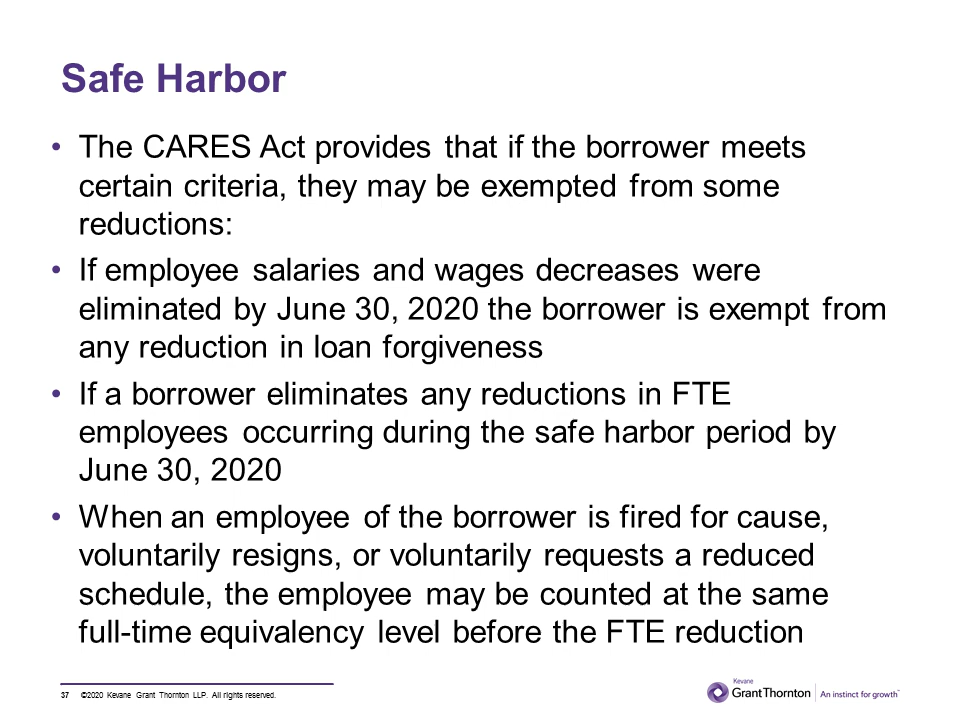 Safe Harbor
• The CARES Act provides that if the borrower meets
certain criteria, they may be exempted from some
reductions:
• If employee salaries and wages decreases were
eliminated by June 30, 2020 the borrower is exempt from
any reduction in loan forgiveness
• If a borrower eliminates any reductions in FTE
employees occurring during the safe harbor period by
June 30, 2020
• When an employee of the borrower is fired for cause,
voluntarily resigns, or voluntarily requests a reduced
schedule, the employee may be counted at the same
full-time equivalency level before the FTE reduction
37 ©2020 Kevane Grant Thornton LLP. All rights reserved.
Kevane
GrantThornton An instinct for growth™